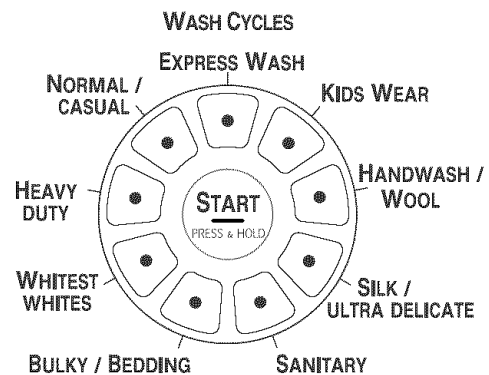 WASH CYCLES
EXPRESS WASH
NORMAL /
CASUAL
KIDS WEAR
HEAVY
DUTY
START
PRESS & HOLD
HANDWASH /
WOOL
WHITEST
WHITES
SILK /
ULTRA DELICATE
BULKY / BEDDING
SANITARY